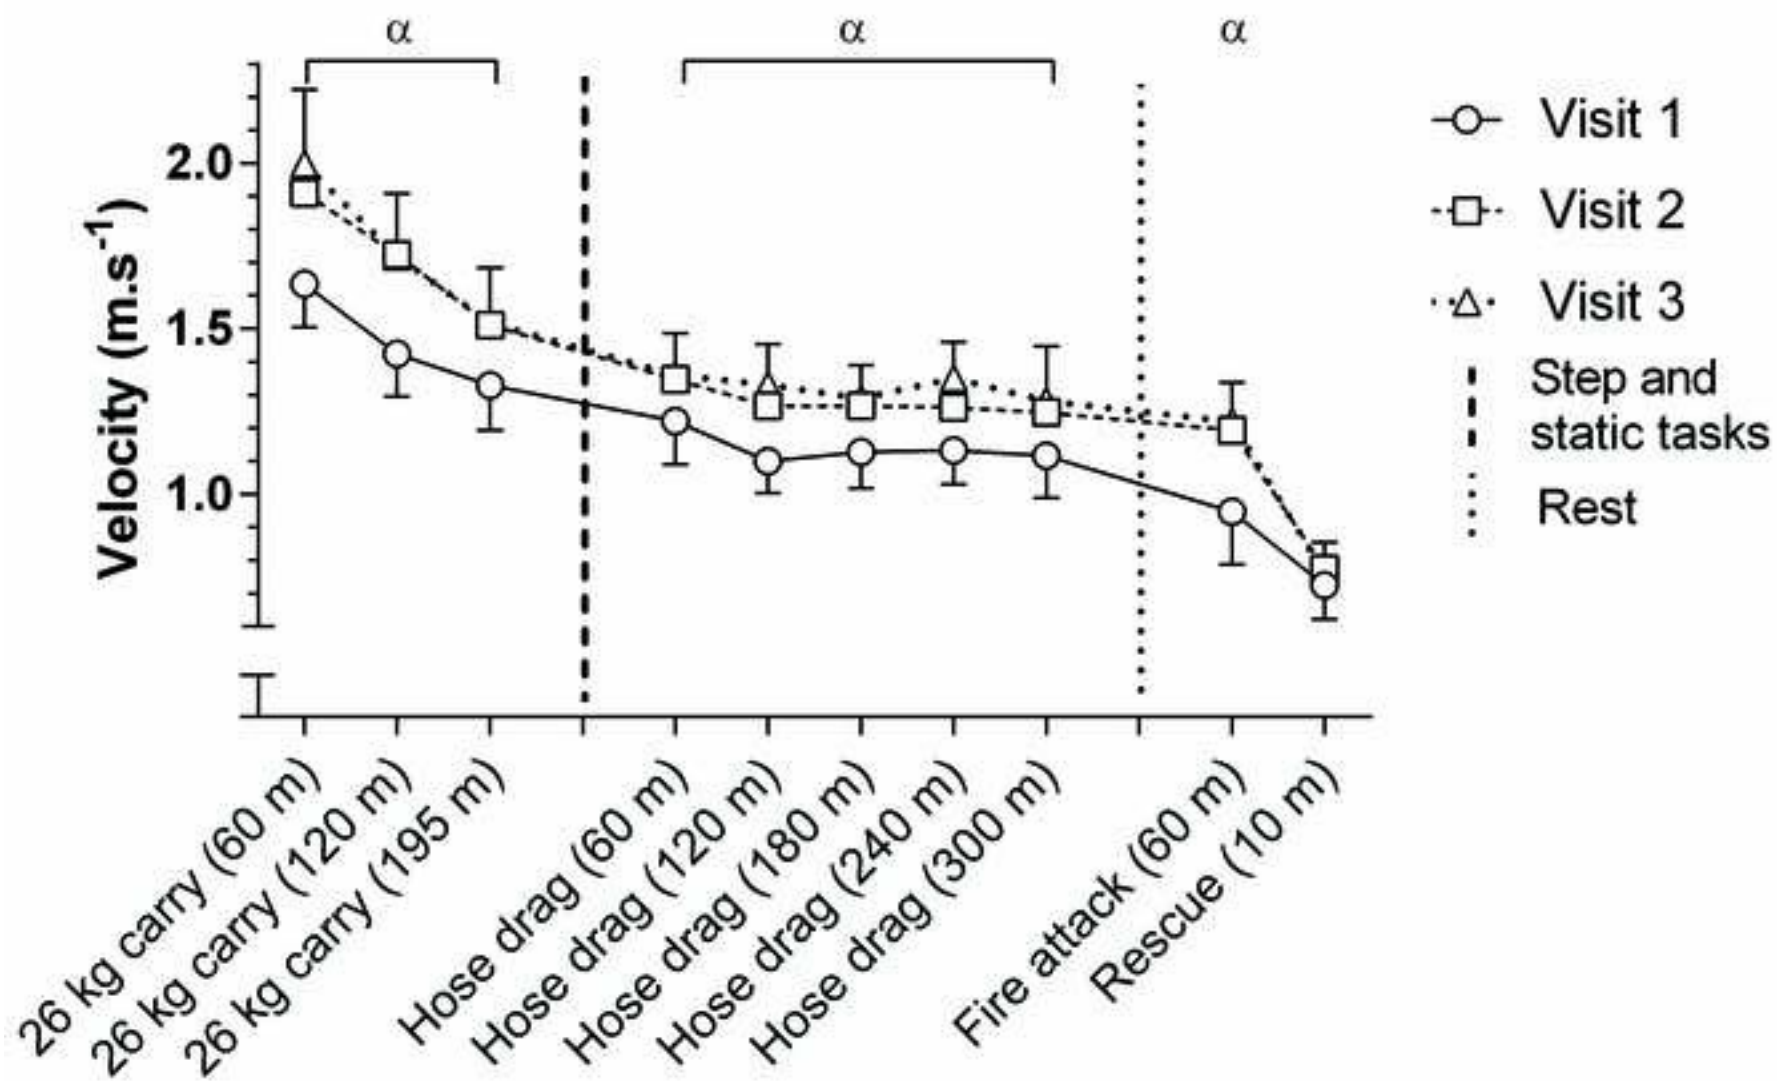 α α α
2.0
1.5
1.0
Velocity (m.s⁻¹)
Visit 1
Visit 2
Visit 3
Step and
static tasks
Rest
26 kg carry (60 m)
26 kg carry (120 m)
26 kg carry (195 m)
Hose drag (60 m)
Hose drag (120 m)
Hose drag (180 m)
Hose drag (240 m)
Hose drag (300 m)
Fire attack (60 m)
Rescue (10 m)